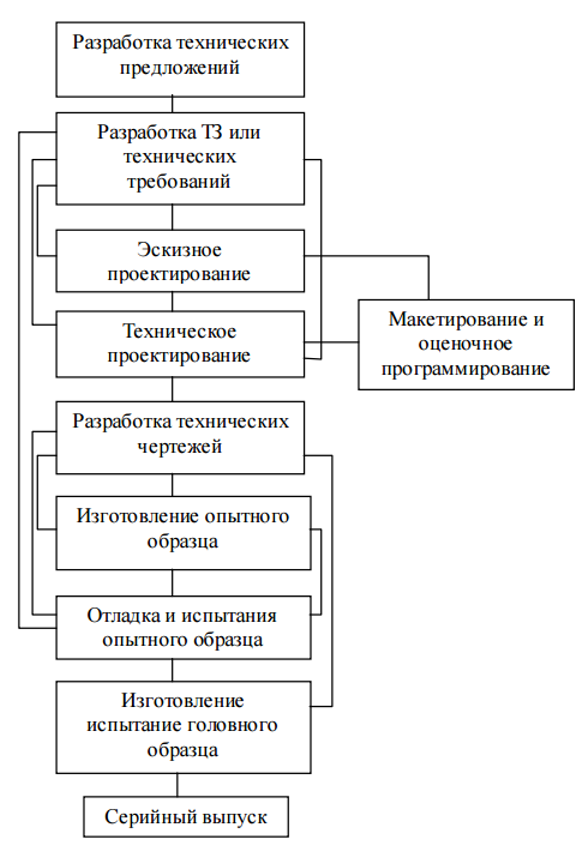 Разработка технических
предложений
Разработка ТЗ или
технических
требований
Эскизное
проектирование
Техническое
проектирование
Макетирование и
оценочное
программирование
Разработка технических
чертежей
Изготовление опытного
образца
Отладка и испытания
опытного образца
Изготовление
испытание головного
образца
Серийный выпуск